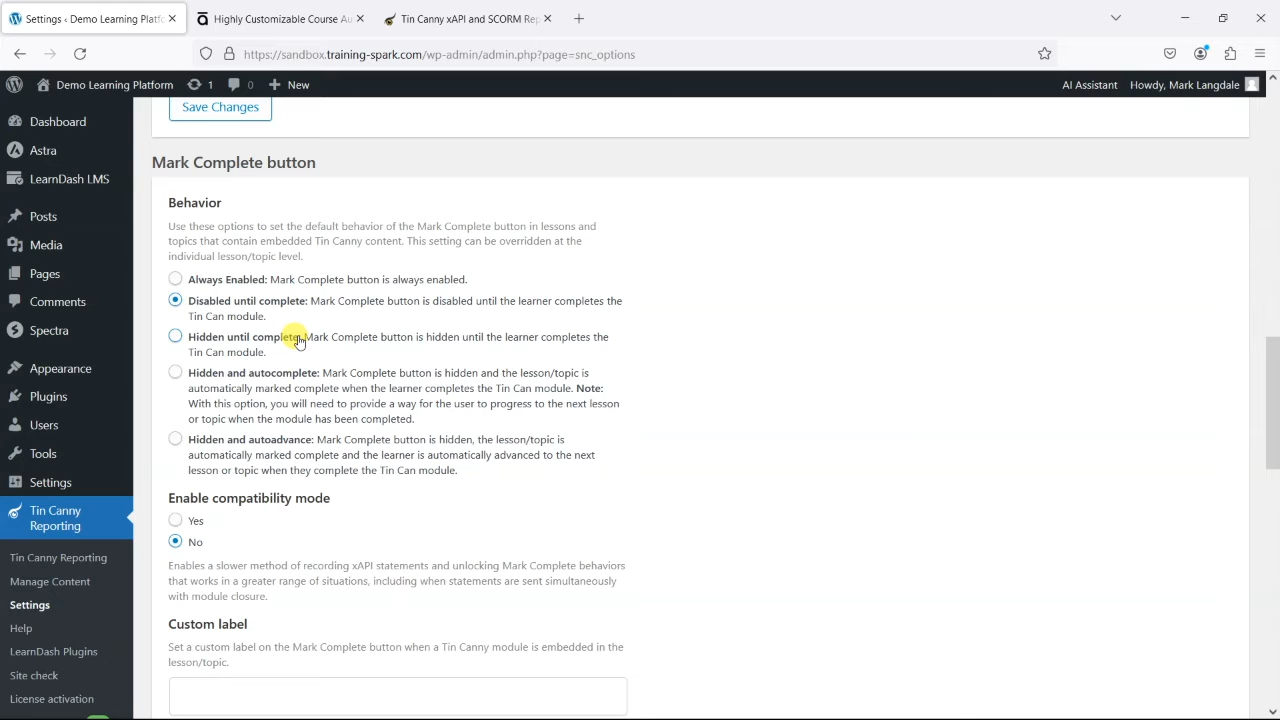 Settings ‹ Demo Learning Platfo
Highly Customizable Course Au
Tin Canny xAPI and SCORM Rep
https://sandbox.training-spark.com/wp-admin/admin.php?page=snc_options
Demo Learning Platform
1
0
New
AI Assistant
Howdy, Mark Langdale
Dashboard
Astra
LearnDash LMS
Posts
Media
Pages
Comments
Spectra
Appearance
Plugins
Users
Tools
Settings
Tin Canny
Reporting
Tin Canny Reporting
Manage Content
Settings
Help
LearnDash Plugins
Site check
License activation
Save Changes
Mark Complete button
Behavior
Use these options to set the default behavior of the Mark Complete button in lessons and
topics that contain embedded Tin Canny content. This setting can be overridden at the
individual lesson/topic level.
Always Enabled: Mark Complete button is always enabled.
Disabled until complete: Mark Complete button is disabled until the learner completes the
Tin Can module.
Hidden until complete: Mark Complete button is hidden until the learner completes the
Tin Can module.
Hidden and autocomplete: Mark Complete button is hidden and the lesson/topic is
automatically marked complete when the learner completes the Tin Can module. Note:
With this option, you will need to provide a way for the user to progress to the next lesson
or topic when the module has been completed.
Hidden and autoadvance: Mark Complete button is hidden, the lesson/topic is
automatically marked complete and the learner is automatically advanced to the next
lesson or topic when they complete the Tin Can module.
Enable compatibility mode
Yes
No
Enables a slower method of recording xAPI statements and unlocking Mark Complete behaviors
that works in a greater range of situations, including when statements are sent simultaneously
with module closure.
Custom label
Set a custom label on the Mark Complete button when a Tin Canny module is embedded in the
lesson/topic.